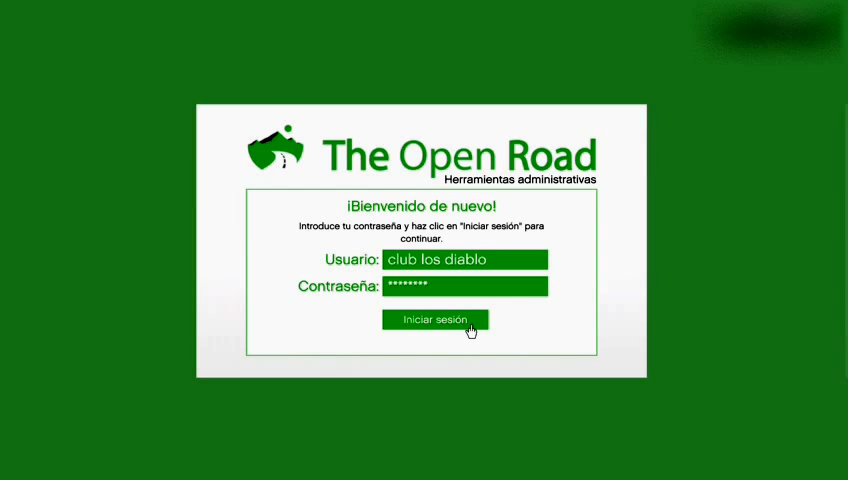 The Open Road
Herramientas administrativas
¡Bienvenido de nuevo!
Introduce tu contraseña y haz clic en "Iniciar sesión" para
continuar.
Usuario: club los diablo
Contraseña: ********
Iniciar sesión